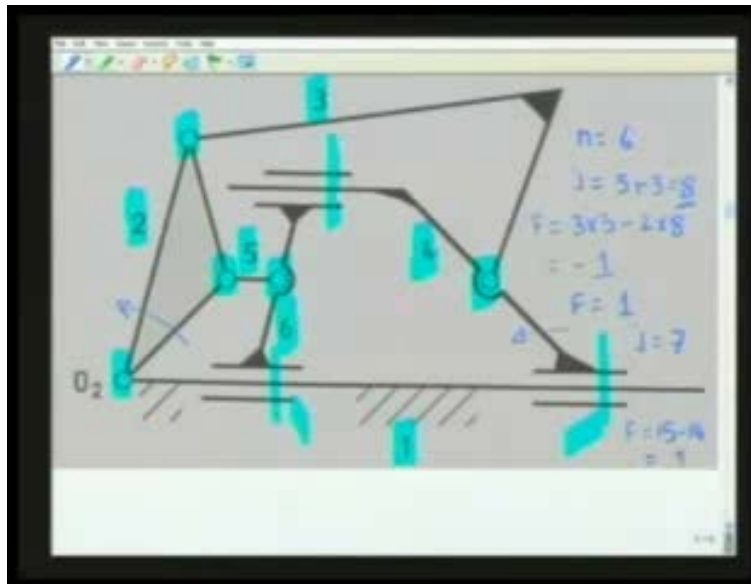 3
n= 6
2
J= 5+3=8
5
F= 3x5-2x8
4
= -1
6
F= 1
J=7
O2
1
F=15-14
= 1